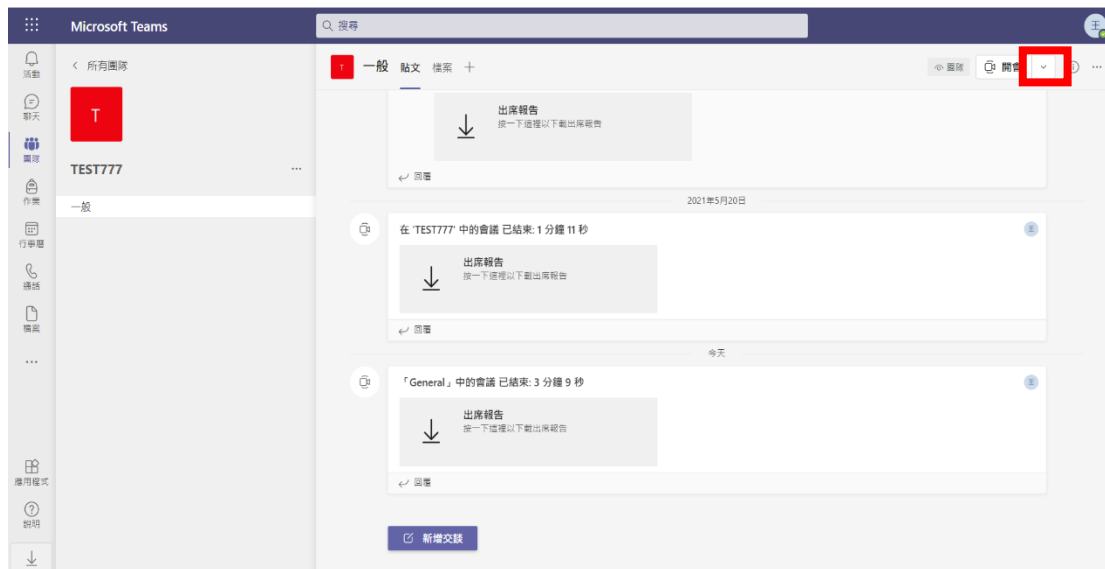 Microsoft Teams
搜尋
王
活動
聊天
團隊
作業
行事曆
通話
檔案
應用程式
說明
所有團隊
T
TEST777
一般
T
一般 貼文 檔案
團隊
開會
出席報告
按一下這裡以下載出席報告
回覆
2021年5月20日
在 'TEST777' 中的會議 已結束: 1 分鐘 11 秒
王
出席報告
按一下這裡以下載出席報告
回覆
今天
「General」中的會議 已結束: 3 分鐘 9 秒
王
出席報告
按一下這裡以下載出席報告
回覆
新增交談